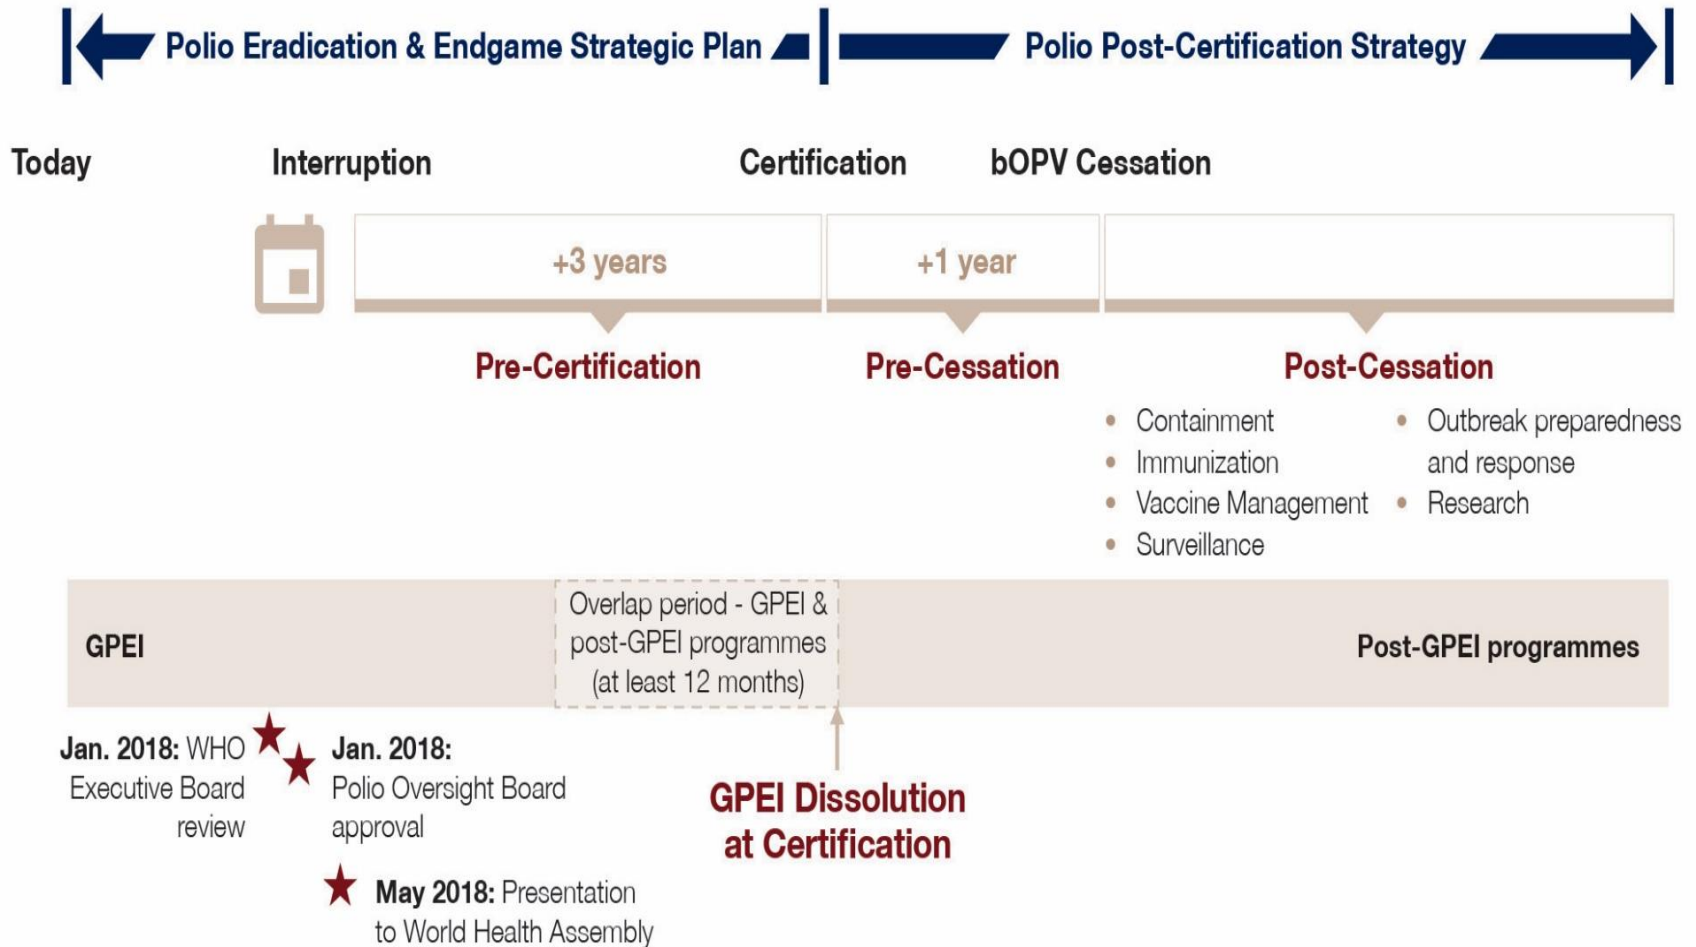 Polio Eradication & Endgame Strategic Plan
Polio Post-Certification Strategy
Today
Interruption
Certification
bOPV Cessation
+3 years
+1 year
Pre-Certification
Pre-Cessation
Post-Cessation
• Containment
• Immunization
• Vaccine Management
• Surveillance
• Outbreak preparedness
and response
• Research
GPEI
Overlap period - GPEI &
post-GPEI programmes
(at least 12 months)
Post-GPEI programmes
Jan. 2018: WHO
Executive Board
review
Jan. 2018:
Polio Oversight Board
approval
May 2018: Presentation
to World Health Assembly
GPEI Dissolution
at Certification